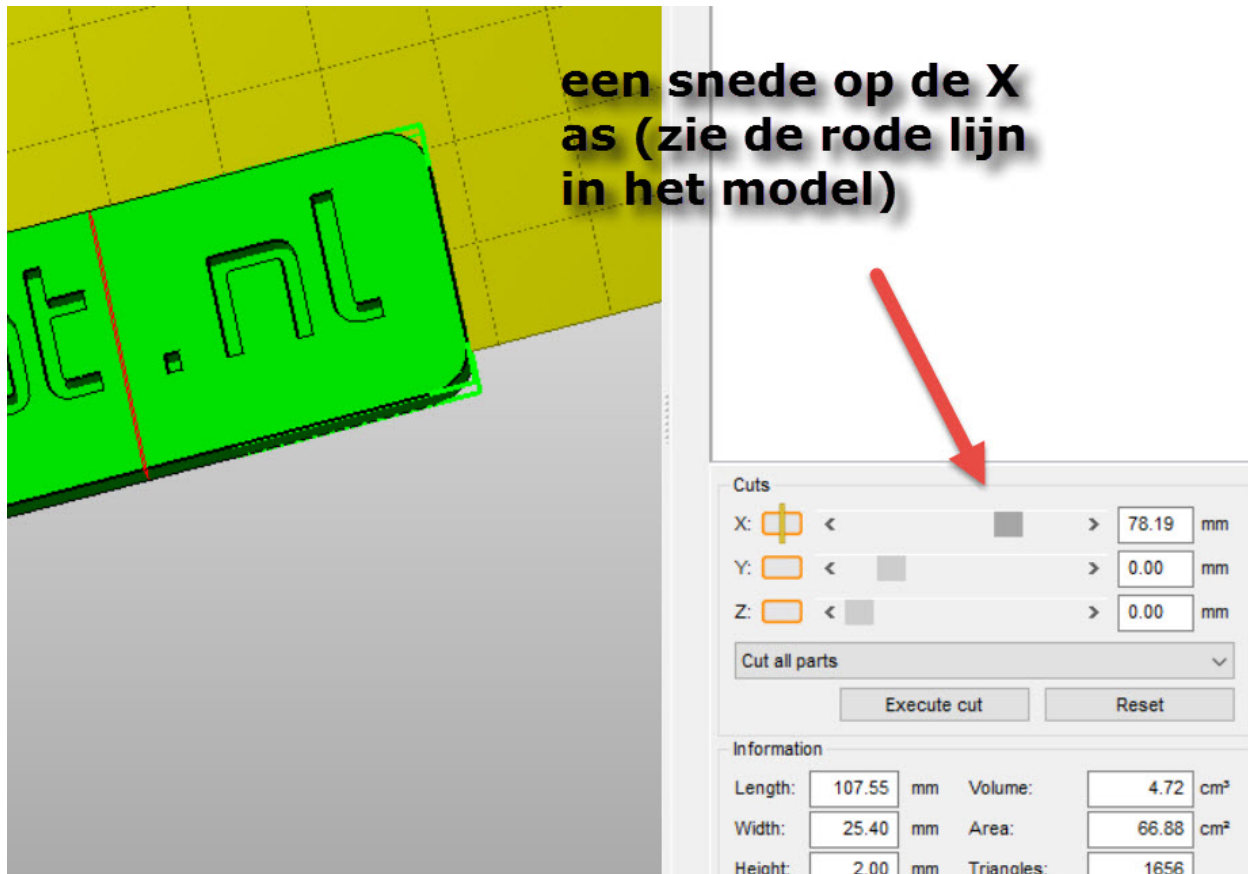 een snede op de X
as (zie de rode lijn
in het model)
t
.nl
Cuts
X: < > 78.19 mm
Y: < > 0.00 mm
Z: < > 0.00 mm
Cut all parts
Execute cut Reset
Information
Length: 107.55 mm Volume: 4.72 cm³
Width: 25.40 mm Area: 66.88 cm²
Height: 2.00 mm Triangles: 1656